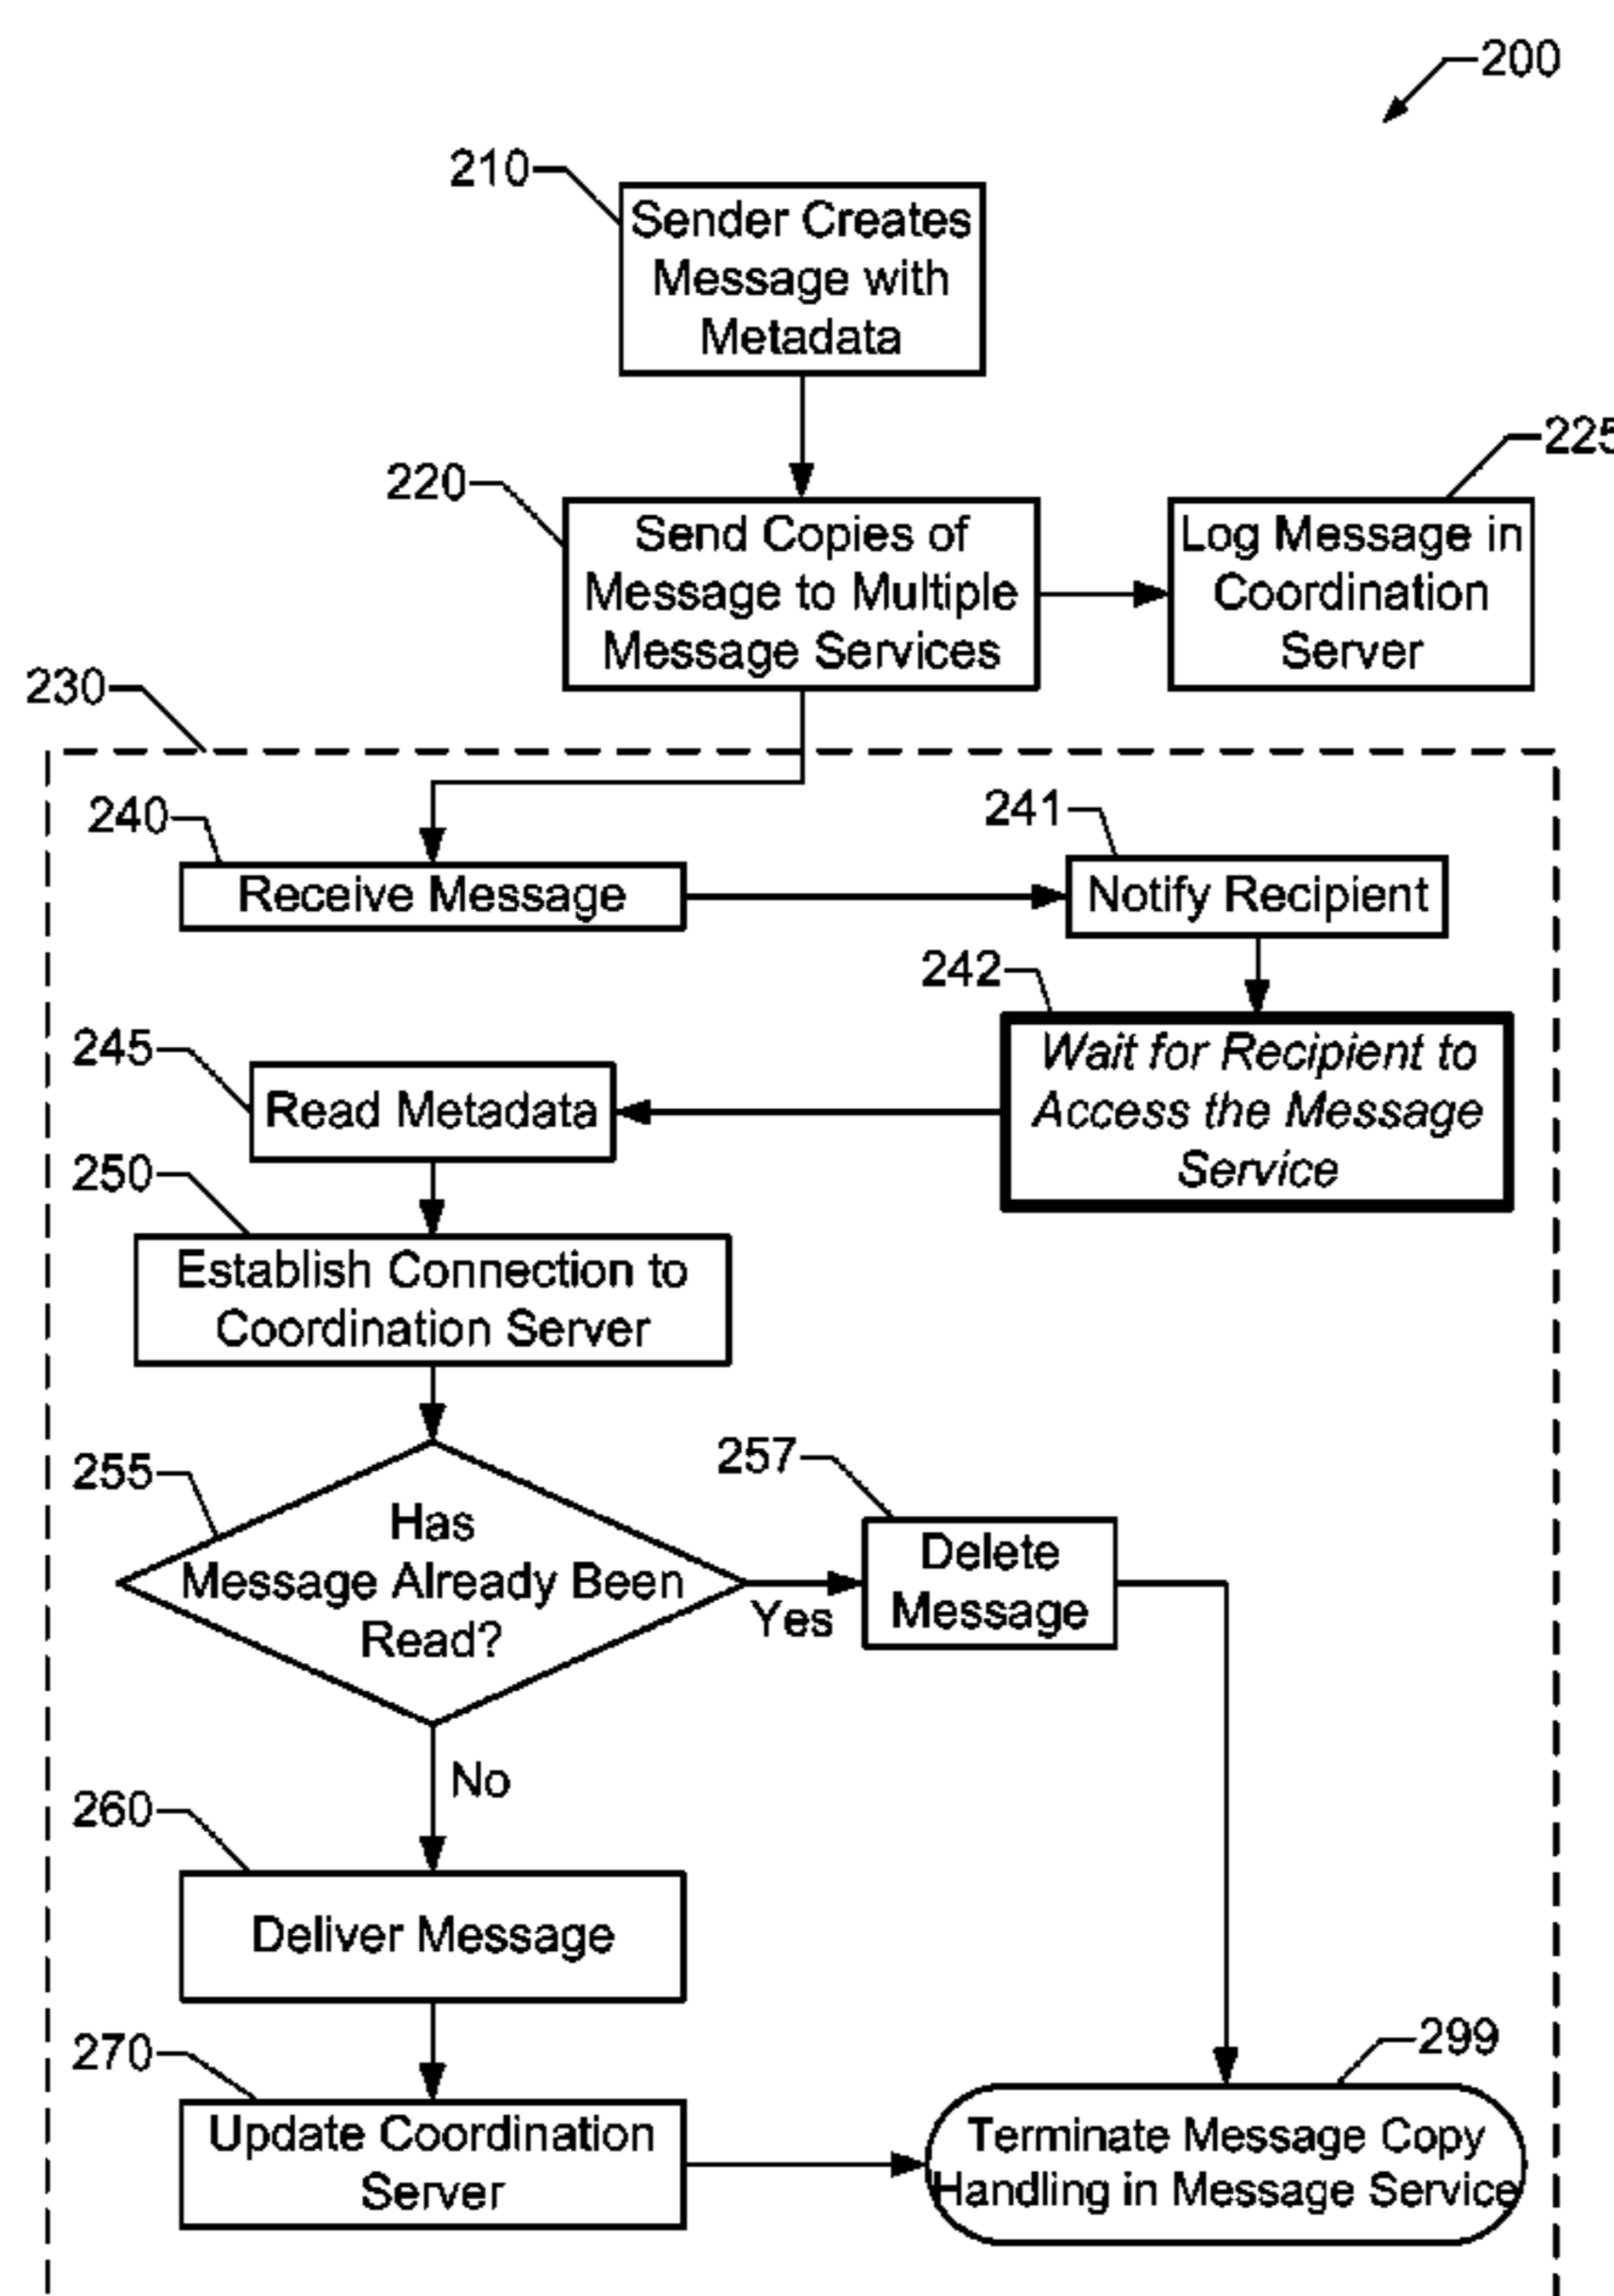 200
210
Sender Creates
Message with
Metadata
220
Send Copies of
Message to Multiple
Message Services
225
Log Message in
Coordination
Server
230
240
Receive Message
241
Notify Recipient
242
Wait for Recipient to
Access the Message
Service
245
Read Metadata
250
Establish Connection to
Coordination Server
255
Has
Message Already Been
Read?
Yes
257
Delete
Message
No
260
Deliver Message
270
Update Coordination
Server
299
Terminate Message Copy
Handling in Message Service